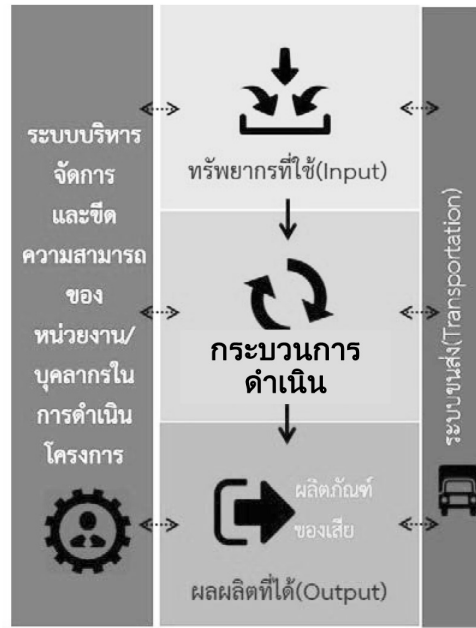 ระบบบริหาร
จัดการ
และขีด
ความสามารถ
ของ
หน่วยงาน/
บุคลากรใน
การดำเนิน
โครงการ
ทรัพยากรที่ใช้(Input)
กระบวนการ
ดำเนิน
ผลิตภัณฑ์
ของเสีย
ผลผลิตที่ได้(Output)
ระบบขนส่ง(Transportation)